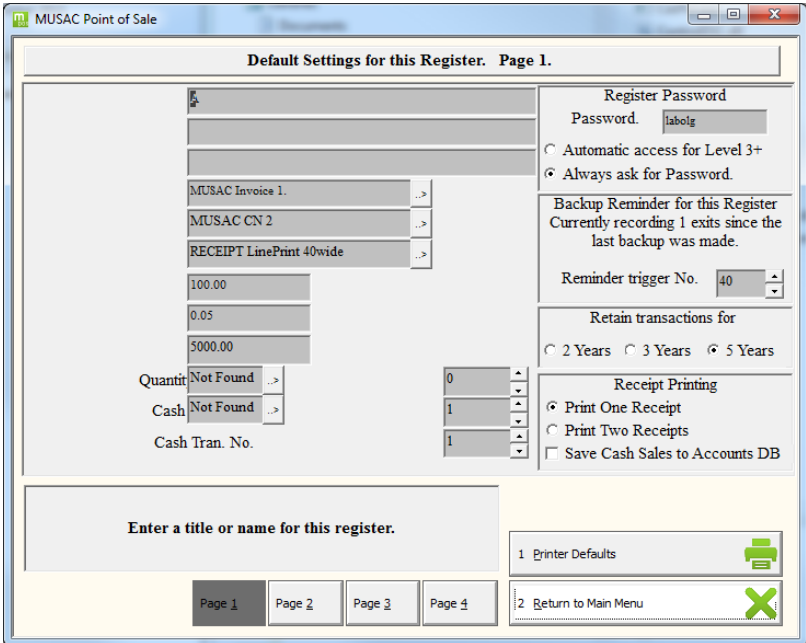 MUSAC Point of Sale
Default Settings for this Register. Page 1.
A
MUSAC Invoice 1. ..>
MUSAC CN 2 ..>
RECEIPT LinePrint 40wide ..>
100.00
0.05
5000.00
Quantit Not Found ..> 0
Cash Not Found ..> 1
Cash Tran. No. 1
Register Password
Password. labolg
Automatic access for Level 3+
Always ask for Password.
Backup Reminder for this Register
Currently recording 1 exits since the
last backup was made.
Reminder trigger No. 40
Retain transactions for
2 Years 3 Years 5 Years
Receipt Printing
Print One Receipt
Print Two Receipts
Save Cash Sales to Accounts DB
Enter a title or name for this register.
1 Printer Defaults
Page 1 Page 2 Page 3 Page 4
2 Return to Main Menu